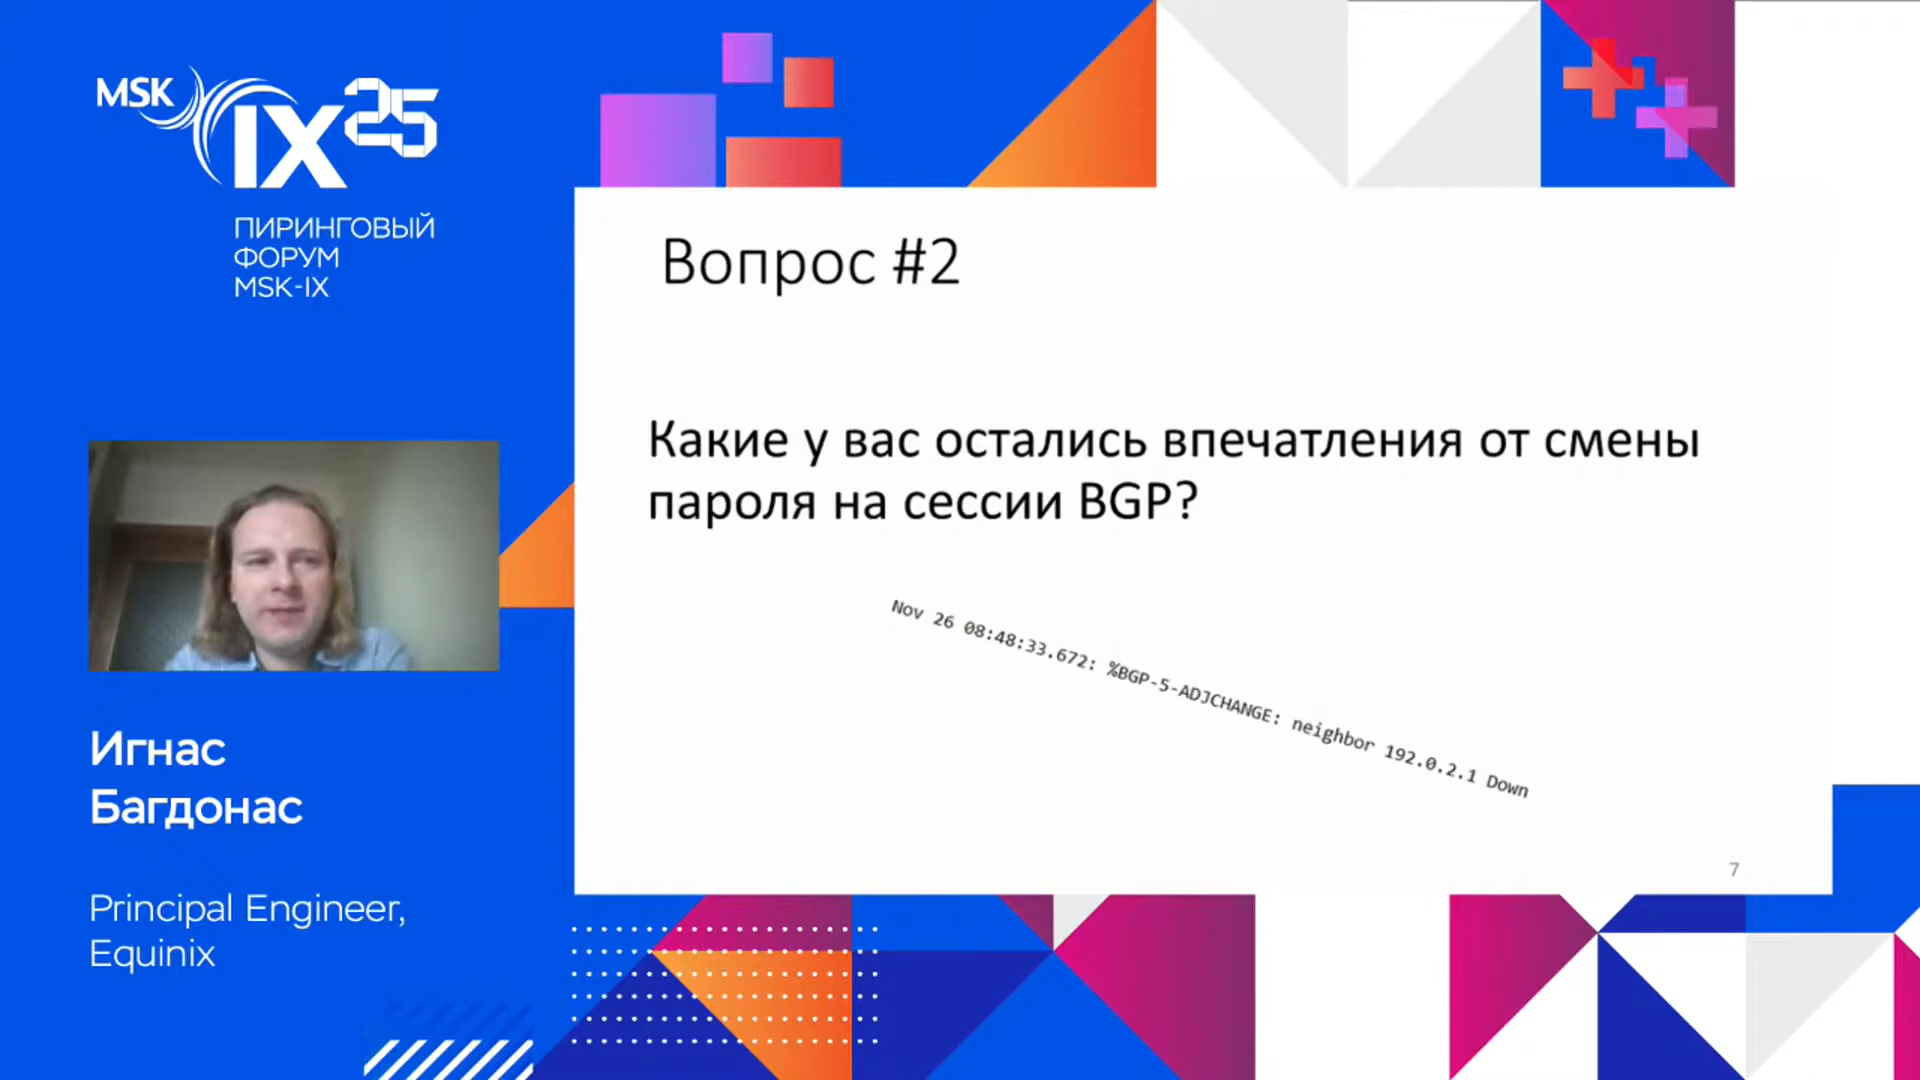 MSK
IX 25
ПИРИНГОВЫЙ
ФОРУМ
MSK-IX
Игнас
Багдонас
Principal Engineer,
Equinix
Вопрос #2
Какие у вас остались впечатления от смены
пароля на сессии BGP?
Nov 26 08:48:33.672: %BGP-5-ADJCHANGE: neighbor 192.0.2.1 Down
7